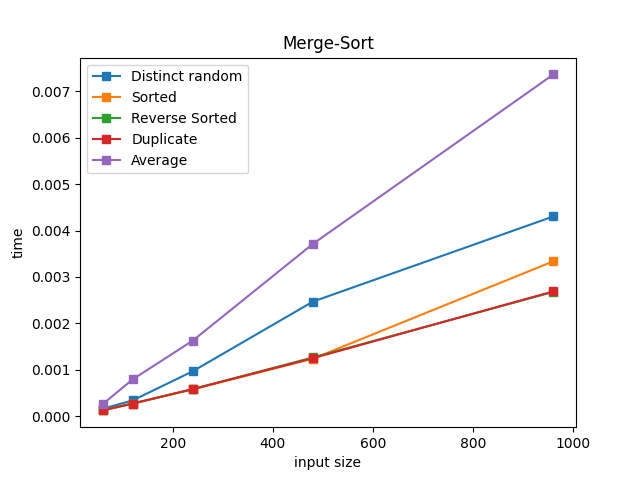 Merge-Sort
Distinct random
Sorted
Reverse Sorted
Duplicate
Average
time
0.007
0.006
0.005
0.004
0.003
0.002
0.001
0.000
200 400 600 800 1000
input size